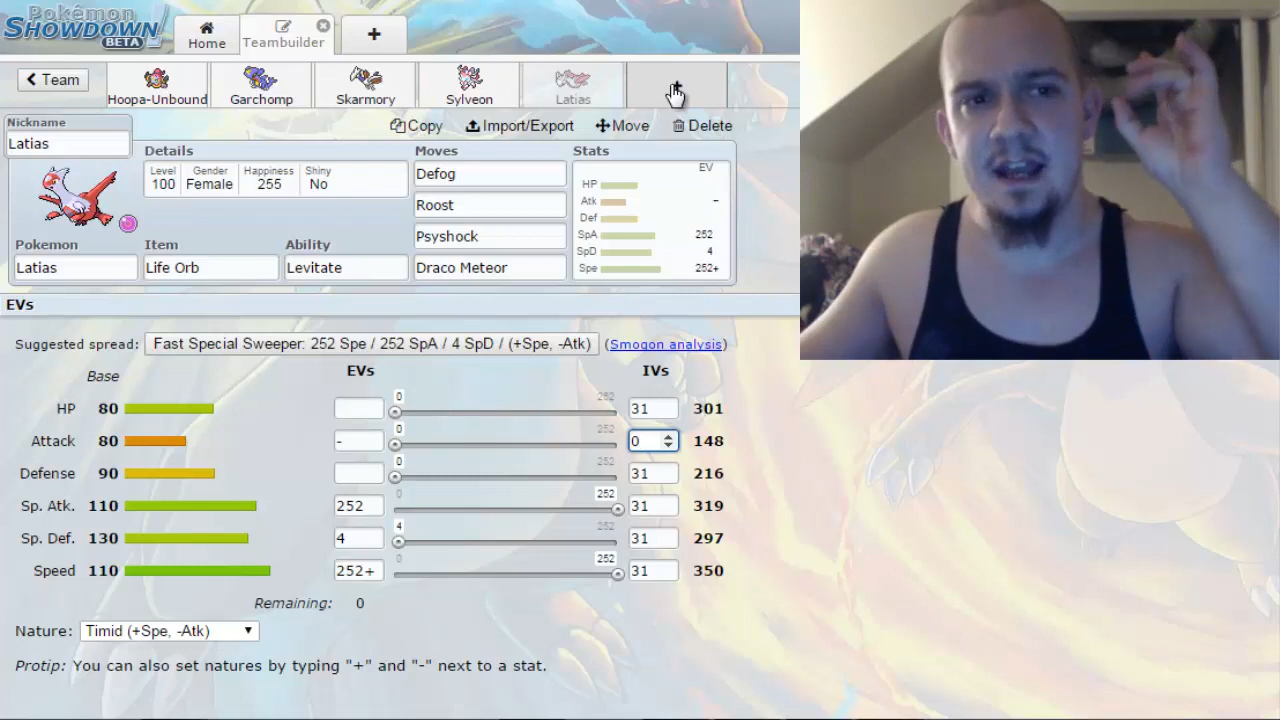 Pokémon
SHOWDOWN!
BETA
Home
Teambuilder
+
< Team
Hoopa-Unbound
Garchomp
Skarmory
Sylveon
Latias
Copy
Import/Export
Move
Delete
Nickname
Latias
Details
Level Gender Happiness Shiny
100 Female 255 No
Pokemon
Latias
Item
Life Orb
Ability
Levitate
Moves
Defog
Roost
Psyshock
Draco Meteor
Stats
EV
HP
Atk -
Def
SpA 252
SpD 4
Spe 252+
EVs
Suggested spread: Fast Special Sweeper: 252 Spe / 252 SpA / 4 SpD / (+Spe, -Atk) (Smogon analysis)
Base EVs IVs
HP 80 0 252 31 301
Attack 80 - 0 252 0 148
Defense 90 0 252 31 216
Sp. Atk. 110 252 0 252 31 319
Sp. Def. 130 4 4 252 31 297
Speed 110 252+ 0 252 31 350
Remaining: 0
Nature: Timid (+Spe, -Atk)
Protip: You can also set natures by typing "+" and "-" next to a stat.